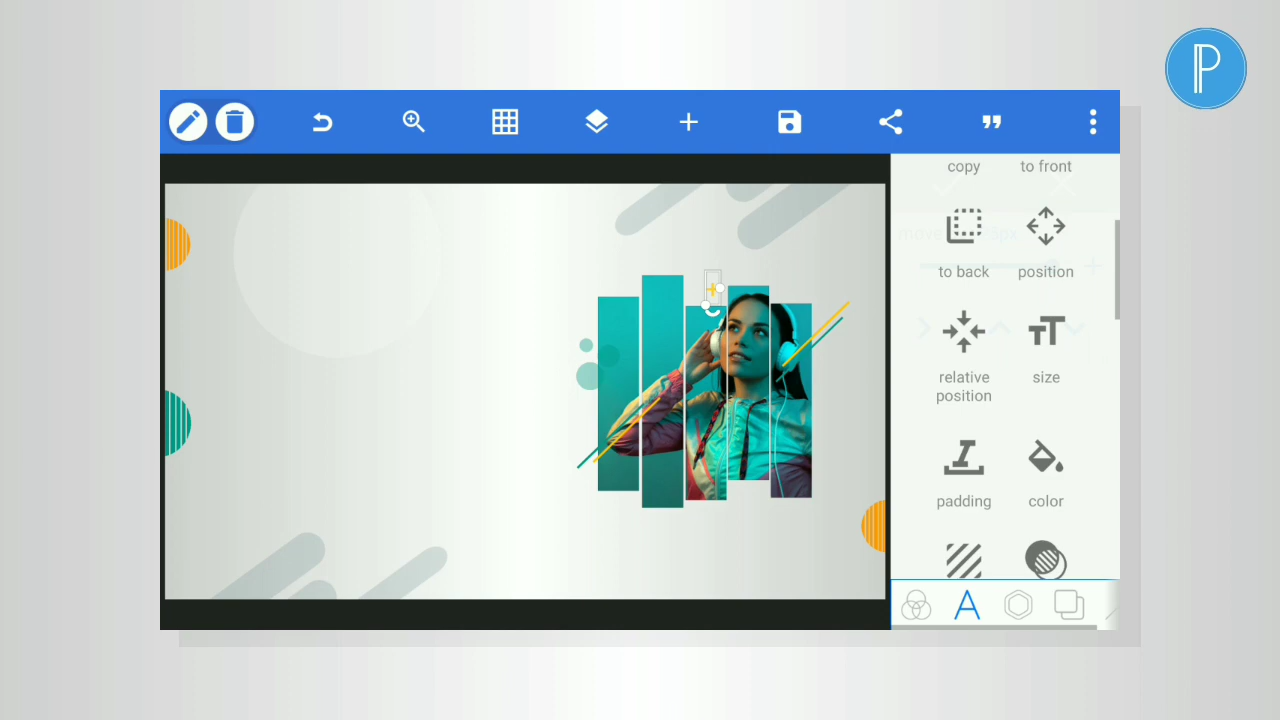 copy
to front
to back
position
relative
position
size
padding
color